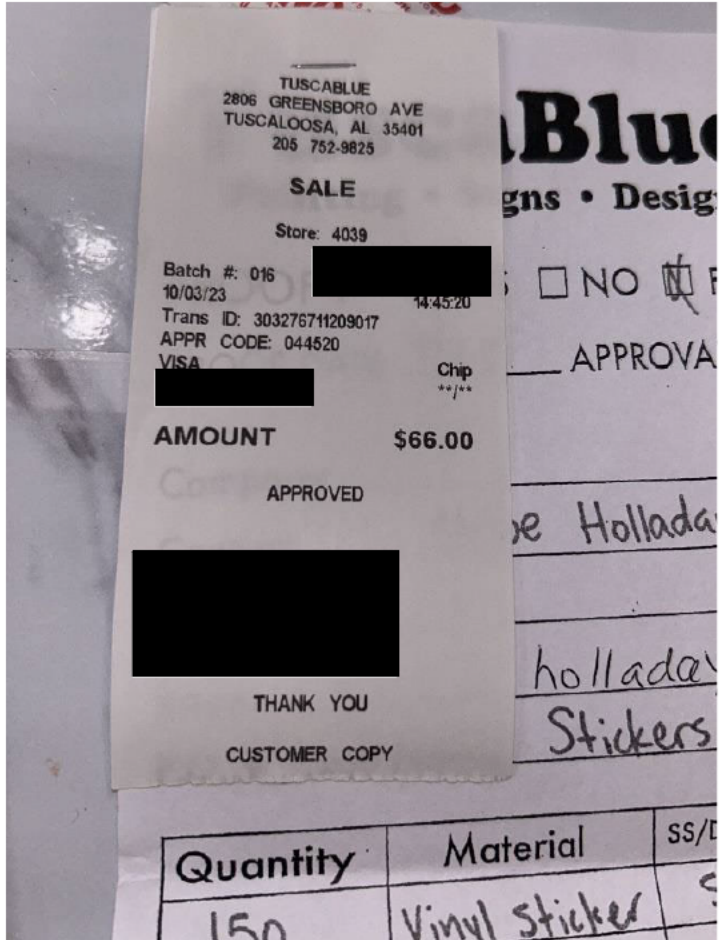 TUSCABLUE
2806 GREENSBORO AVE
TUSCALOOSA, AL 35401
205 752-9825
SALE
Store: 4039
Batch #: 016
10/03/23 14:45:20
Trans ID: 303276711209017
APPR CODE: 044520
VISA Chip
**/**
AMOUNT $66.00
APPROVED
THANK YOU
CUSTOMER COPY
Blue
gns • Desig
NO
APPROVA
Hollada
holladay
Stickers
Quantity Material SS/
150 Vinyl Sticker